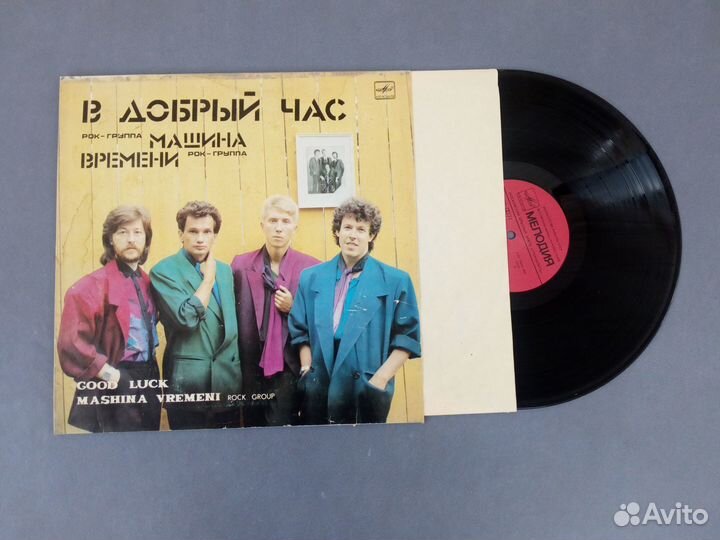 В ДОБРЫЙ ЧАС
РОК-ГРУППА МАШИНА
ВРЕМЕНИ РОК-ГРУППА
GOOD LUCK
MASHINA VREMENI ROCK GROUP
МЕЛОДИЯ
Avito